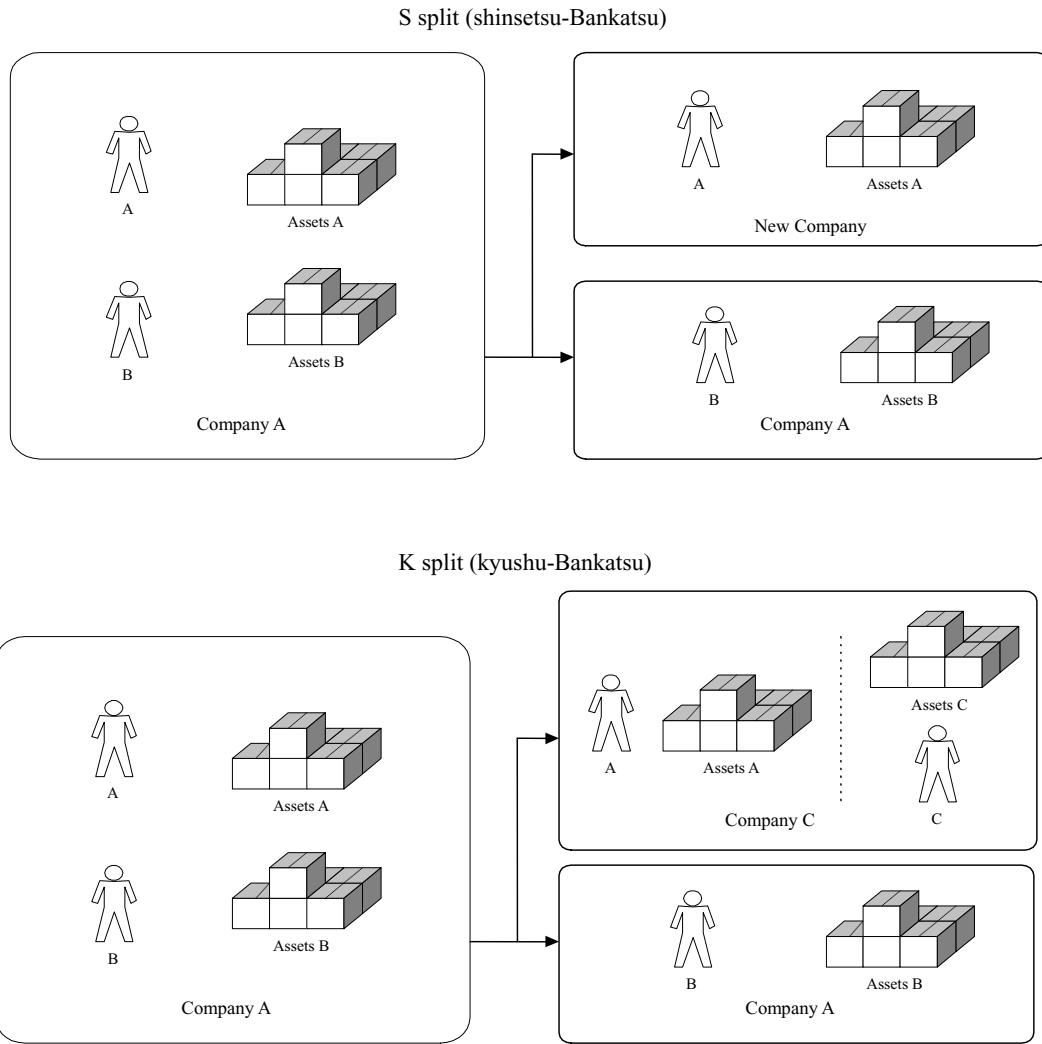 S split (shinsetsu-Bankatsu)
A
Assets A
B
Assets B
Company A
A
Assets A
New Company
B
Assets B
Company A
K split (kyushu-Bankatsu)
A
Assets A
B
Assets B
Company A
A
Assets A
Assets C
C
Company C
B
Assets B
Company A